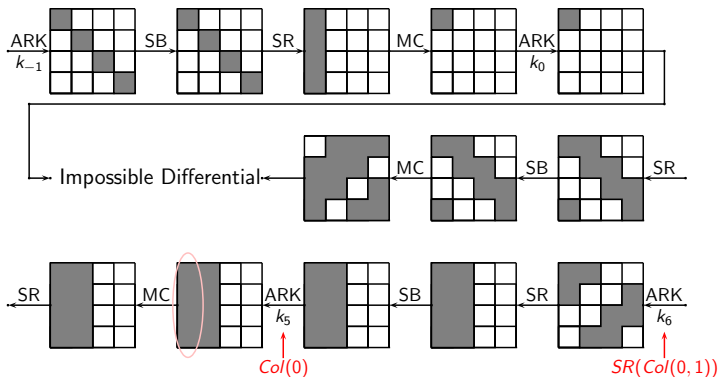 ARK SB SR MC ARK
k₋₁ k₀
Impossible Differential MC SB SR
SR MC ARK SB SR ARK
k₅ k₆
Col(0) SR(Col(0,1))